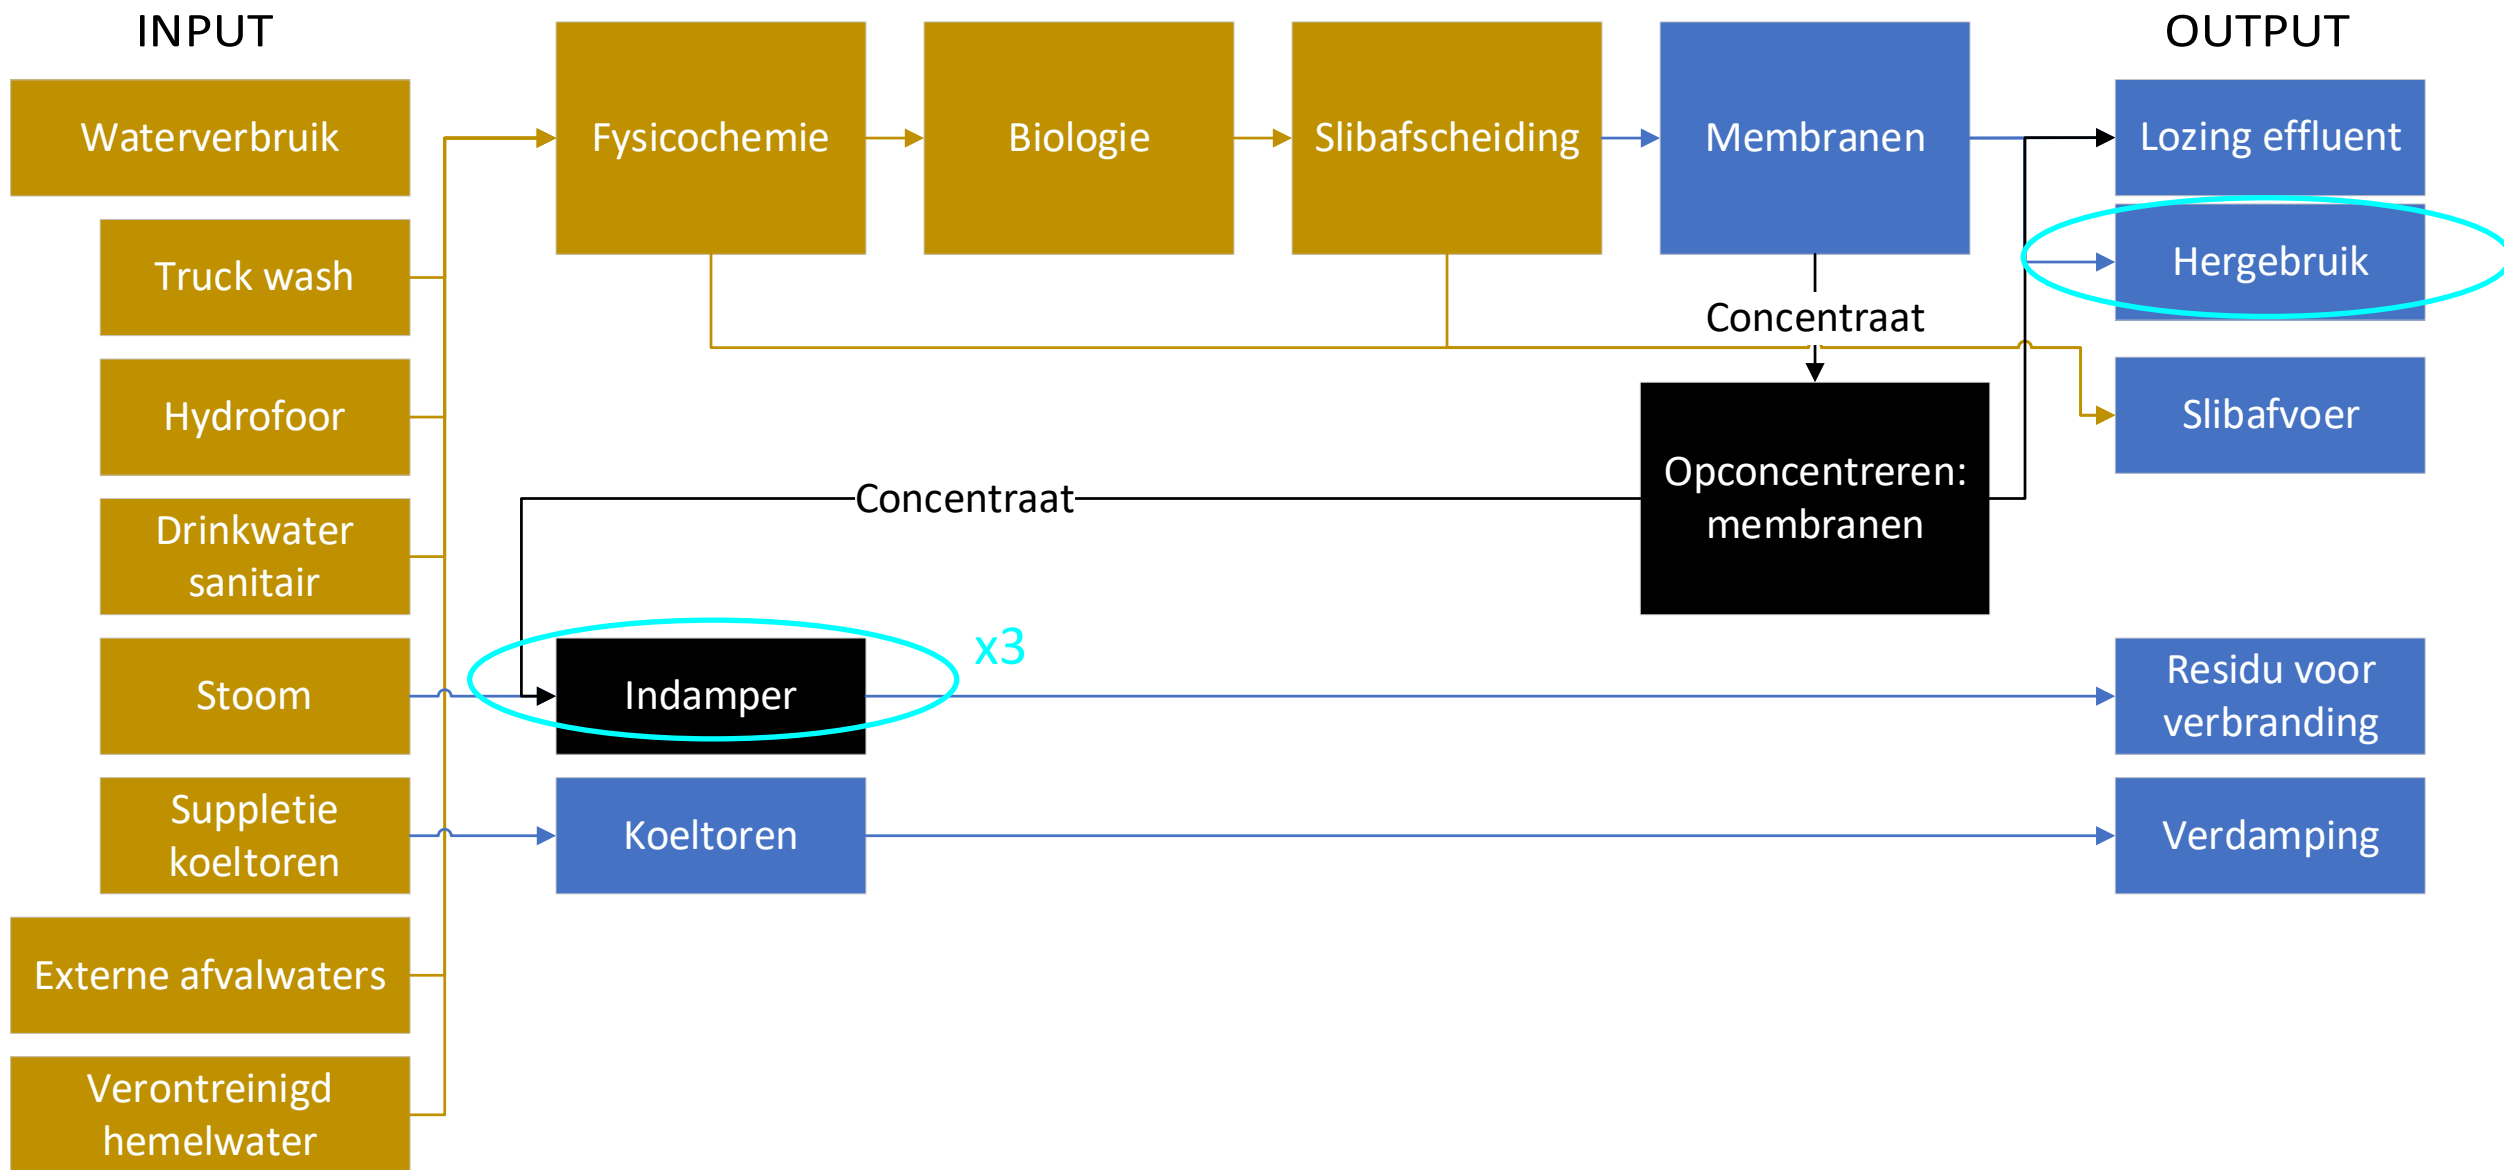 INPUT
OUTPUT
Waterverbruik
Fysicochemie
Biologie
Slibafscheiding
Membranen
Lozing effluent
Truck wash
Hergebruik
Concentraat
Hydrofoor
Slibafvoer
Opconcentreren:
membranen
Concentraat
Drinkwater
sanitair
x3
Stoom
Indamper
Residu voor
verbranding
Suppletie
koeltoren
Koeltoren
Verdamping
Externe afvalwaters
Verontreinigd
hemelwater